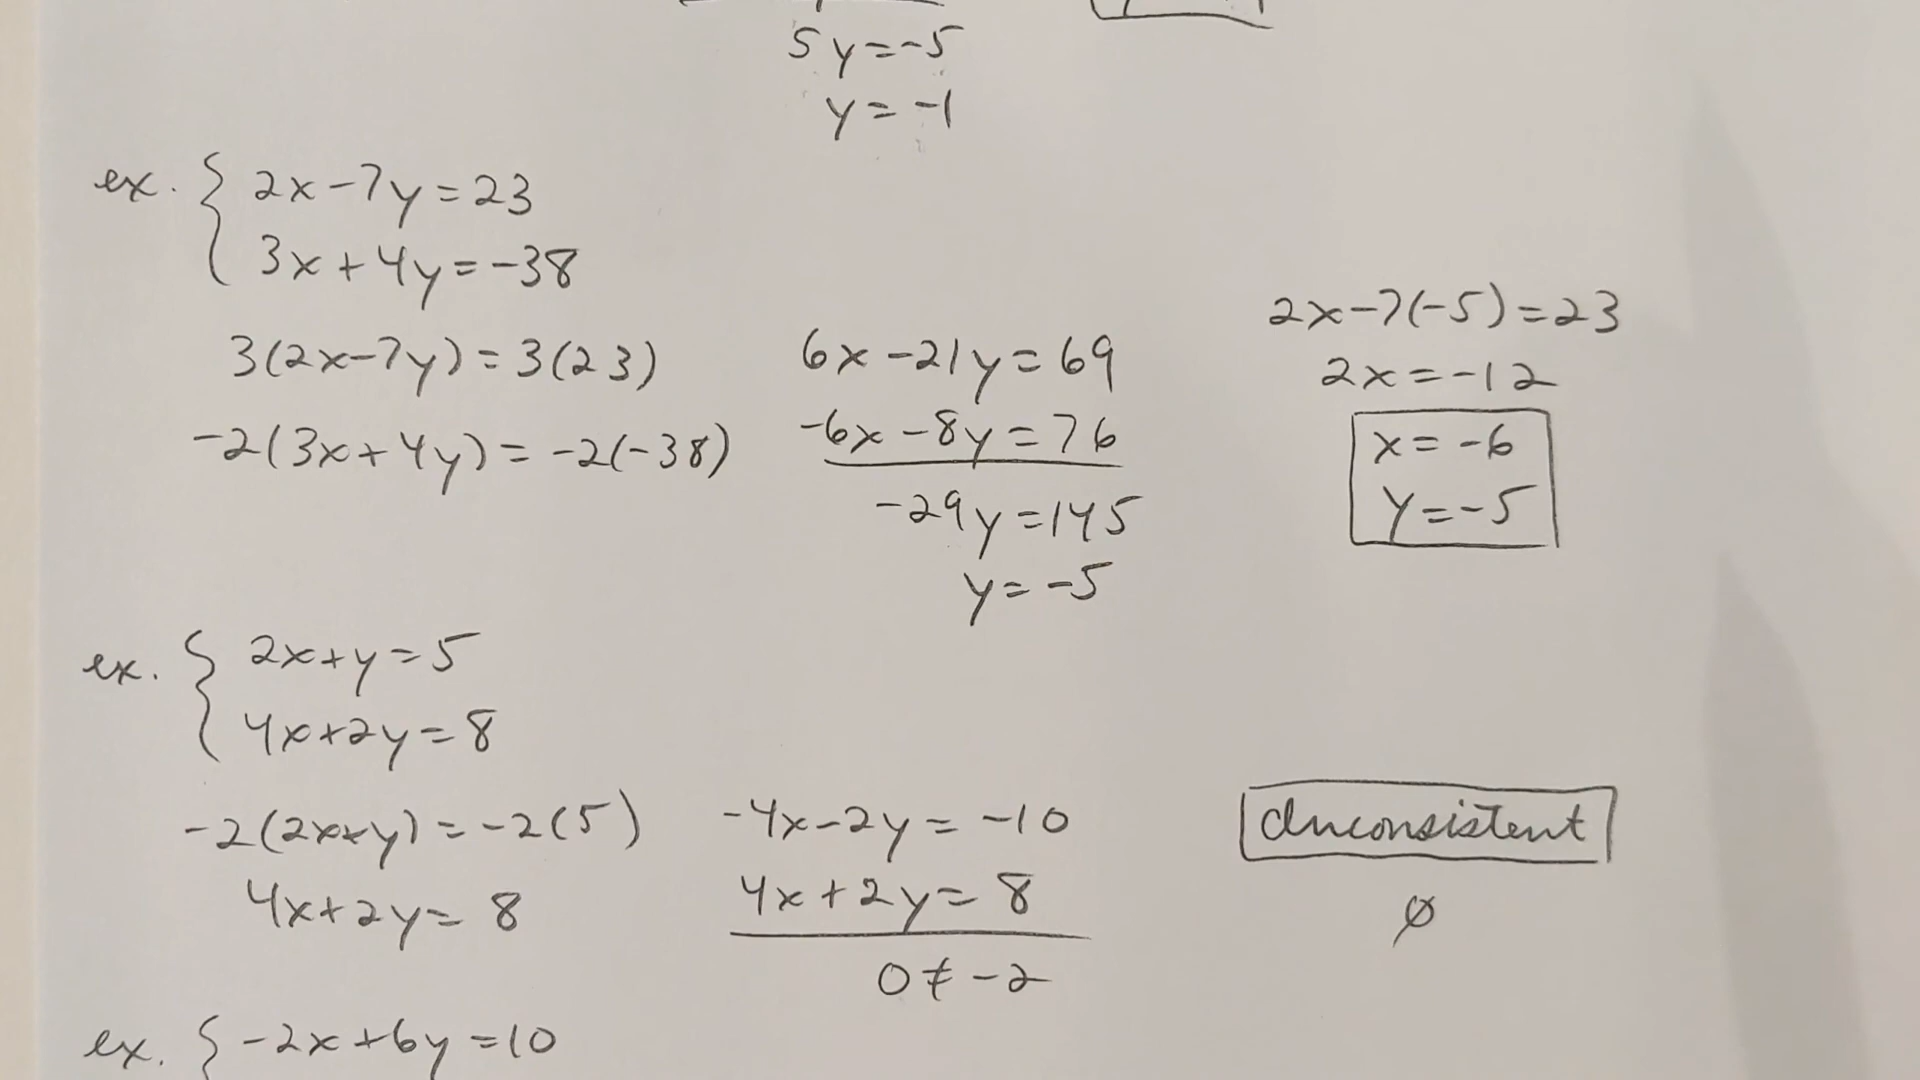 5y=-5
y=-1
ex. { 2x-7y=23
3x+4y=-38
3(2x-7y)=3(23)
-2(3x+4y)=-2(-38)
6x-21y=69
-6x-8y=76
-29y=145
y=-5
2x-7(-5)=23
2x=-12
x=-6
y=-5
ex. { 2x+y=5
4x+2y=8
-2(2x+y)=-2(5)
4x+2y=8
-4x-2y=-10
4x+2y=8
0≠-2
Inconsistent
∅
ex. { -2x+6y=10